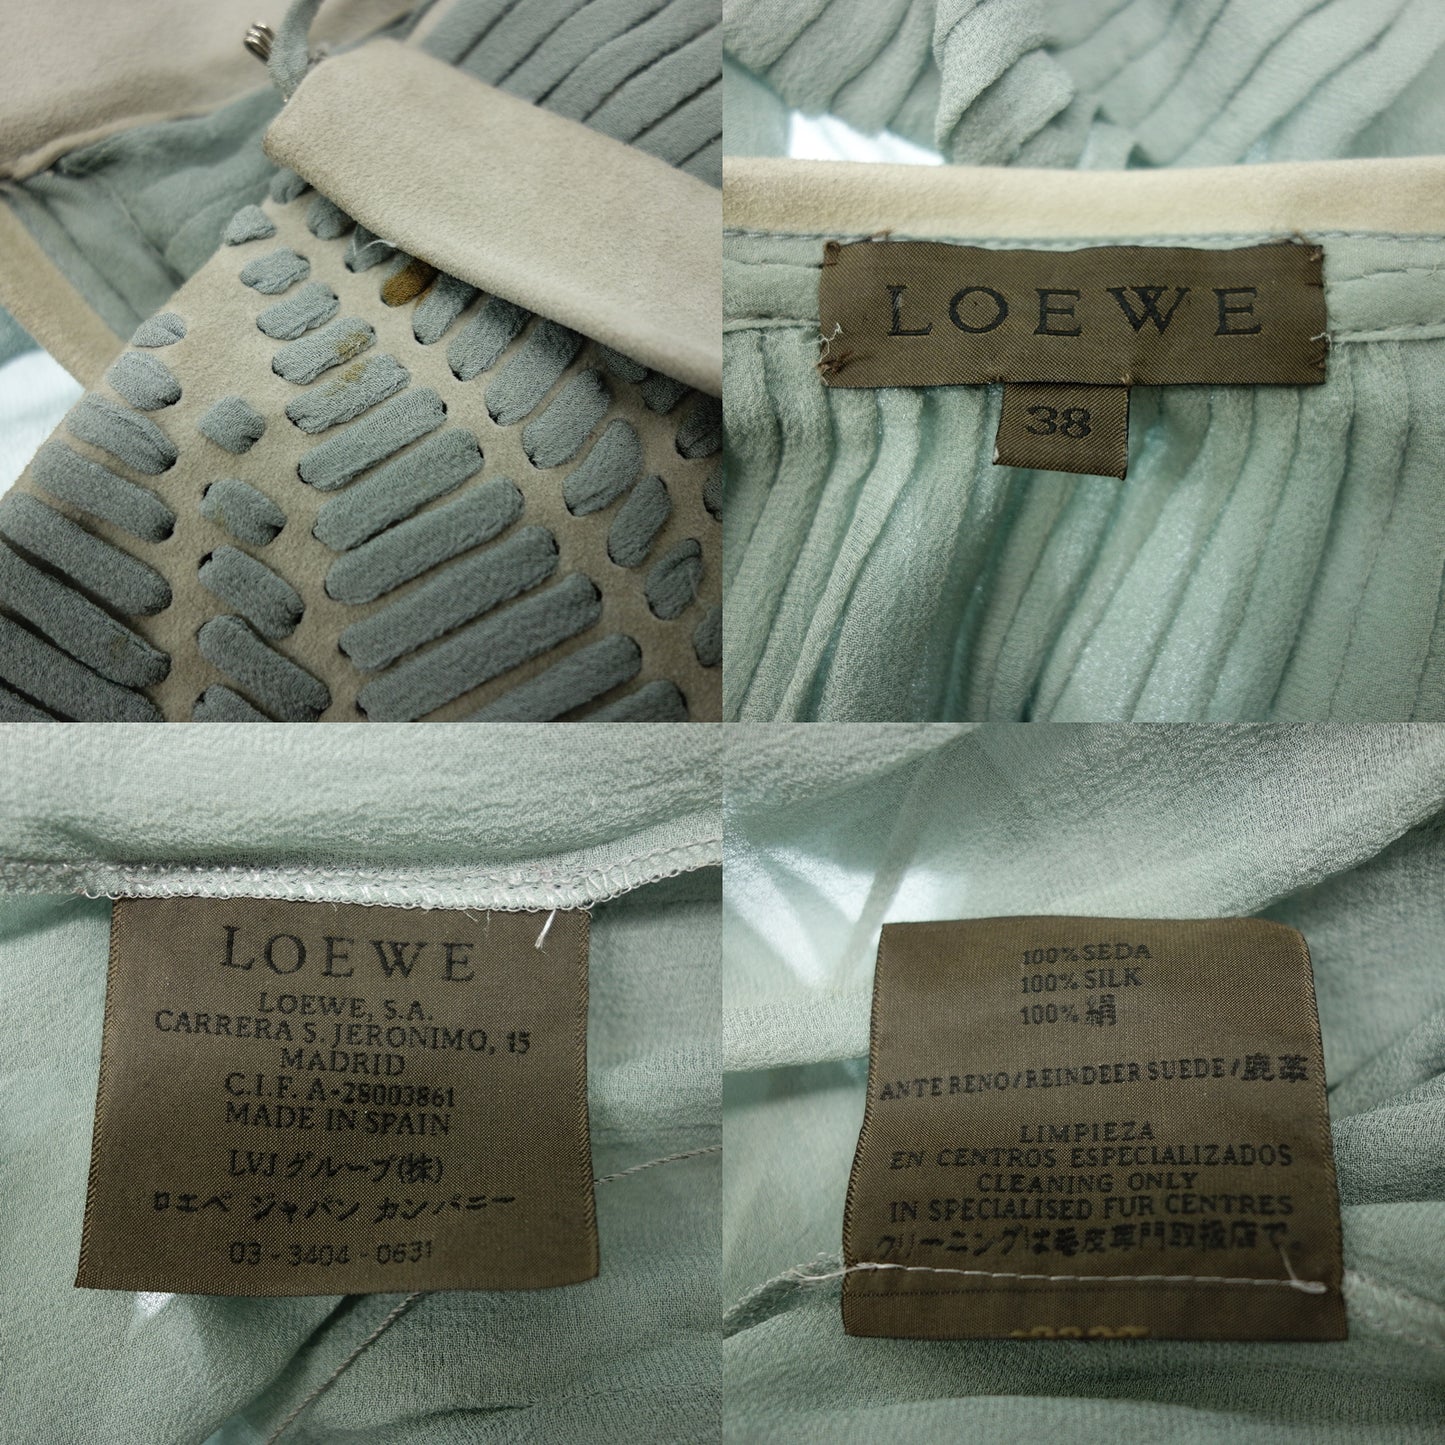 LOEWE
38
LOEWE
LOEWE, S.A.
CARRERA S. JERONIMO, 15
MADRID
C.I.F. A-28003861
MADE IN SPAIN
LVJ グループ(株)
ロエベ ジャパン カンパニー
03-3404-0631
100% SEDA
100% SILK
100% 絹
ANTE RENO/REINDEER SUEDE/鹿革
LIMPIEZA
EN CENTROS ESPECIALIZADOS
CLEANING ONLY
IN SPECIALISED FUR CENTRES
クリーニングは毛皮専門取扱店で。